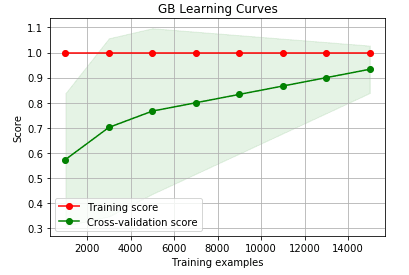 GB Learning Curves
1.1
1.0
0.9
0.8
0.7
0.6
0.5
0.4
0.3
Score
Training score
Cross-validation score
2000 4000 6000 8000 10000 12000 14000
Training examples